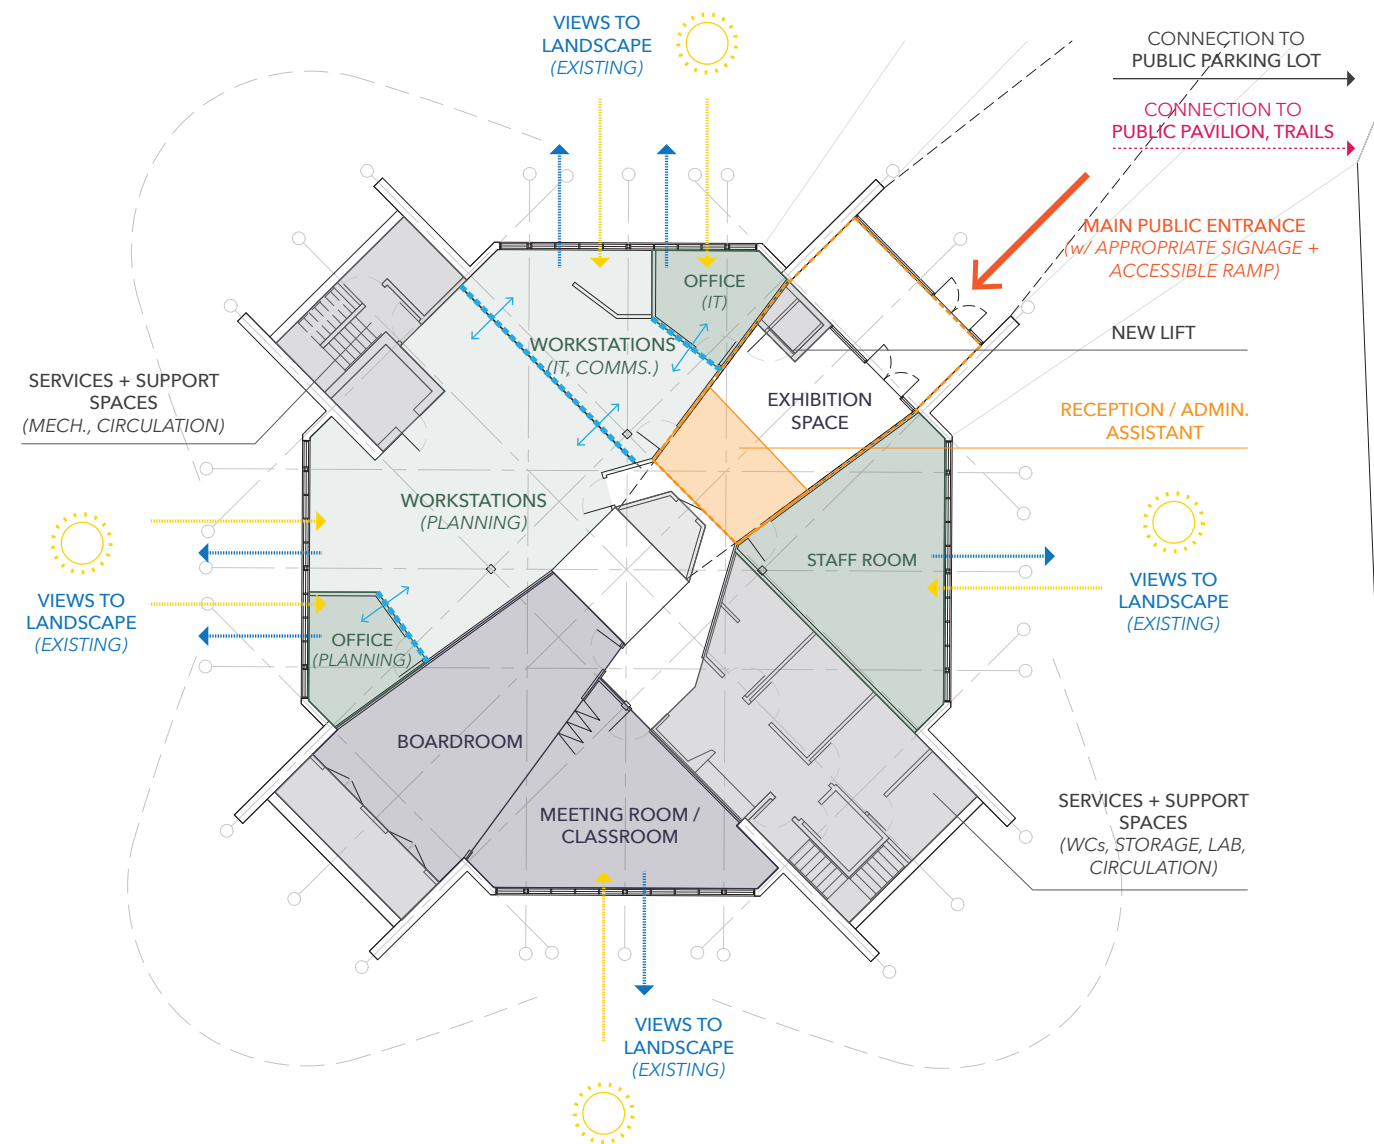 VIEWS TO
LANDSCAPE
(EXISTING)
CONNECTION TO
PUBLIC PARKING LOT
CONNECTION TO
PUBLIC PAVILION, TRAILS
MAIN PUBLIC ENTRANCE
(w/ APPROPRIATE SIGNAGE +
ACCESSIBLE RAMP)
OFFICE
(IT)
NEW LIFT
WORKSTATIONS
(IT, COMMS.)
SERVICES + SUPPORT
SPACES
(MECH., CIRCULATION)
EXHIBITION
SPACE
RECEPTION / ADMIN.
ASSISTANT
WORKSTATIONS
(PLANNING)
STAFF ROOM
VIEWS TO
LANDSCAPE
(EXISTING)
VIEWS TO
LANDSCAPE
(EXISTING)
OFFICE
(PLANNING)
BOARDROOM
MEETING ROOM /
CLASSROOM
SERVICES + SUPPORT
SPACES
(WCs, STORAGE, LAB,
CIRCULATION)
VIEWS TO
LANDSCAPE
(EXISTING)